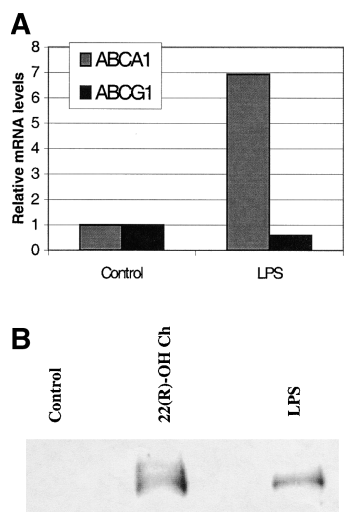 A
Relative mRNA levels
8
7
6
5
4
3
2
1
0
ABCA1
ABCG1
Control
LPS
B
Control
22(R)-OH Ch
LPS